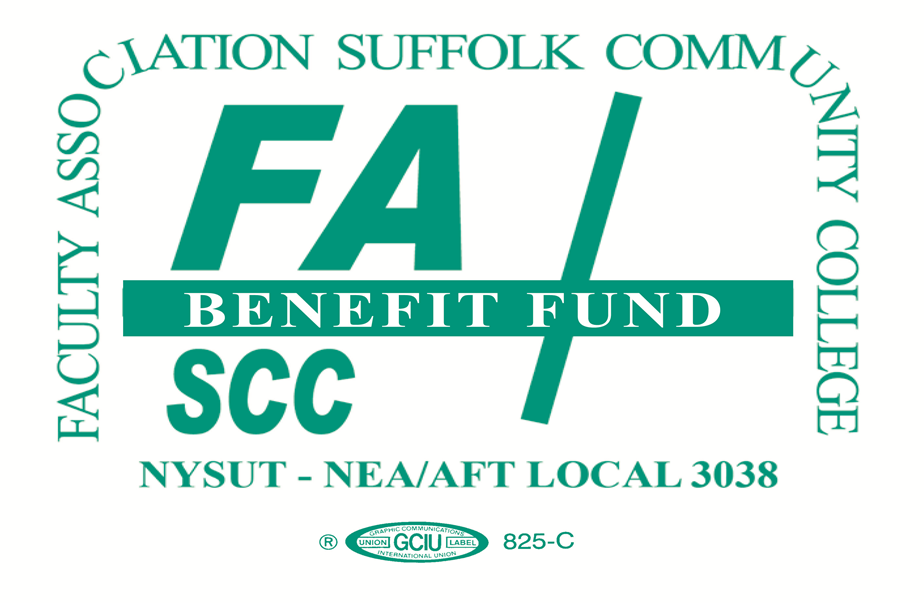 FACULTY ASSOCIATION SUFFOLK COMMUNITY COLLEGE
FA
BENEFIT FUND
SCC
NYSUT - NEA/AFT LOCAL 3038
® GRAPHIC COMMUNICATIONS
UNION GCIU LABEL 825-C
INTERNATIONAL UNION